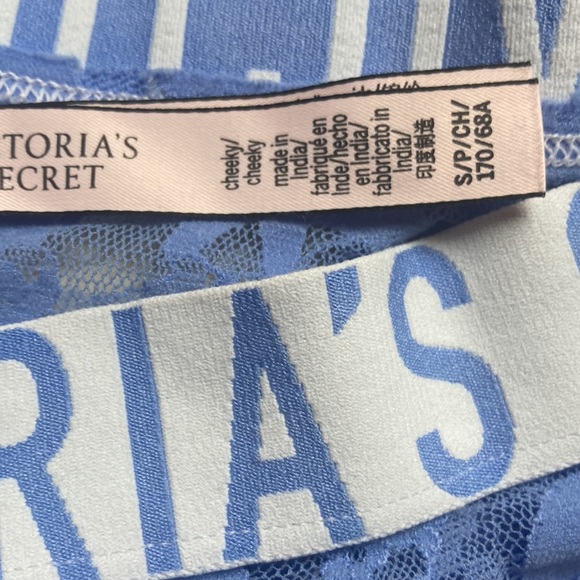 TORIA'S
ECRET
cheeky/
cheeky
made in
India/
fabriqué en
inde/hecho
en India/
fabbricato in
India/
印度制造
S/P/CH/
170/68A
RIA'S